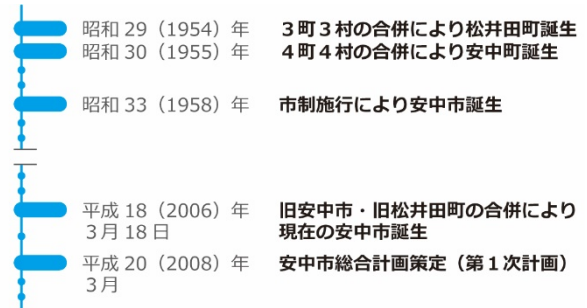 昭和 29（1954）年　３町３村の合併により松井田町誕生
昭和 30（1955）年　４町４村の合併により安中町誕生
昭和 33（1958）年　市制施行により安中市誕生
平成 18（2006）年　旧安中市・旧松井田町の合併により
３月 18 日　現在の安中市誕生
平成 20（2008）年　安中市総合計画策定（第１次計画）
３月